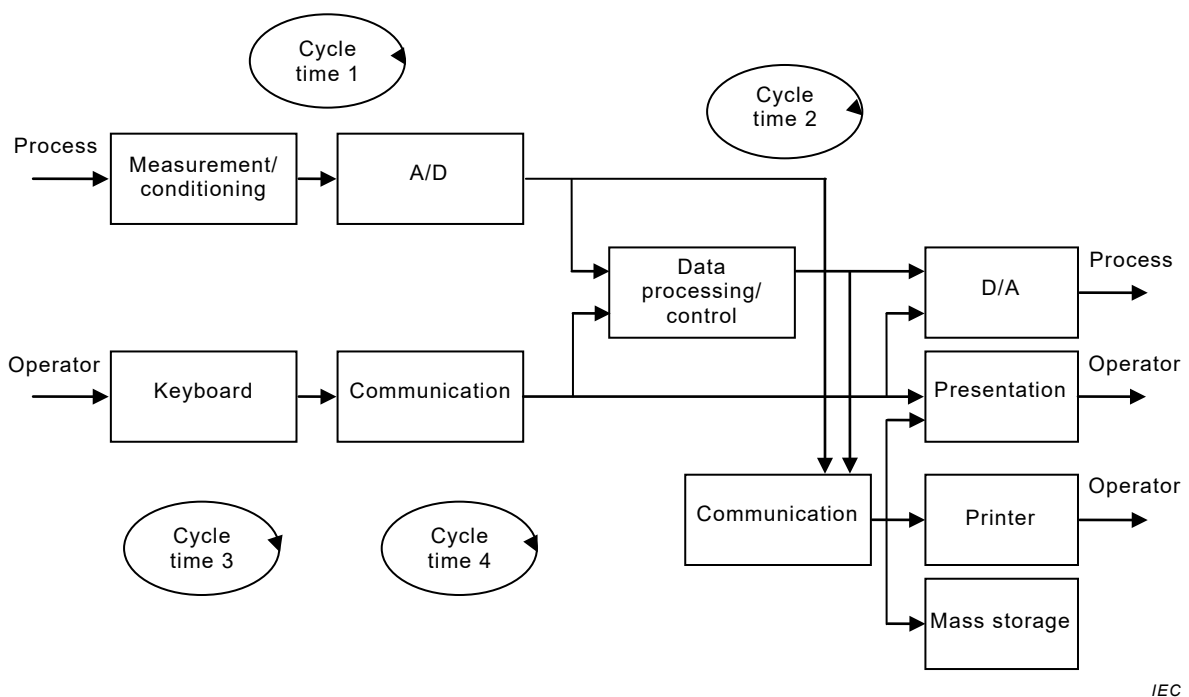 Cycle
time 1
Cycle
time 2
Process
Measurement/
conditioning
A/D
Data
processing/
control
D/A
Process
Operator
Keyboard
Communication
Presentation
Operator
Communication
Printer
Operator
Cycle
time 3
Cycle
time 4
Mass storage
IEC